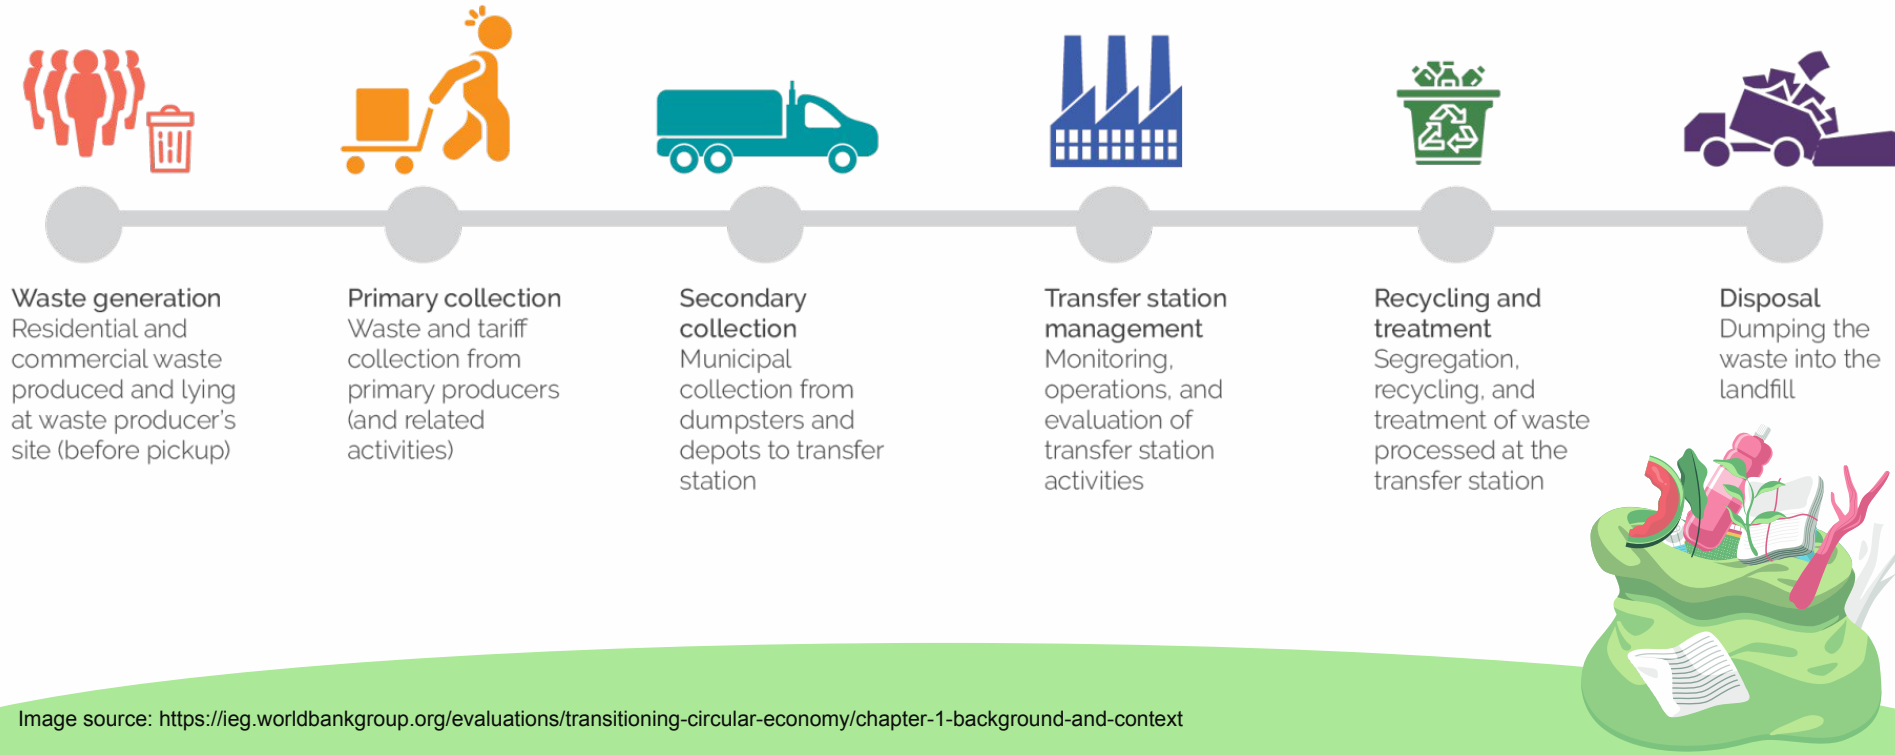 Waste generation
Residential and
commercial waste
produced and lying
at waste producer's
site (before pickup)
Primary collection
Waste and tariff
collection from
primary producers
(and related
activities)
Secondary
collection
Municipal
collection from
dumpsters and
depots to transfer
station
Transfer station
management
Monitoring,
operations, and
evaluation of
transfer station
activities
Recycling and
treatment
Segregation,
recycling, and
treatment of waste
processed at the
transfer station
Disposal
Dumping the
waste into the
landfill
Image source: https://ieg.worldbankgroup.org/evaluations/transitioning-circular-economy/chapter-1-background-and-context